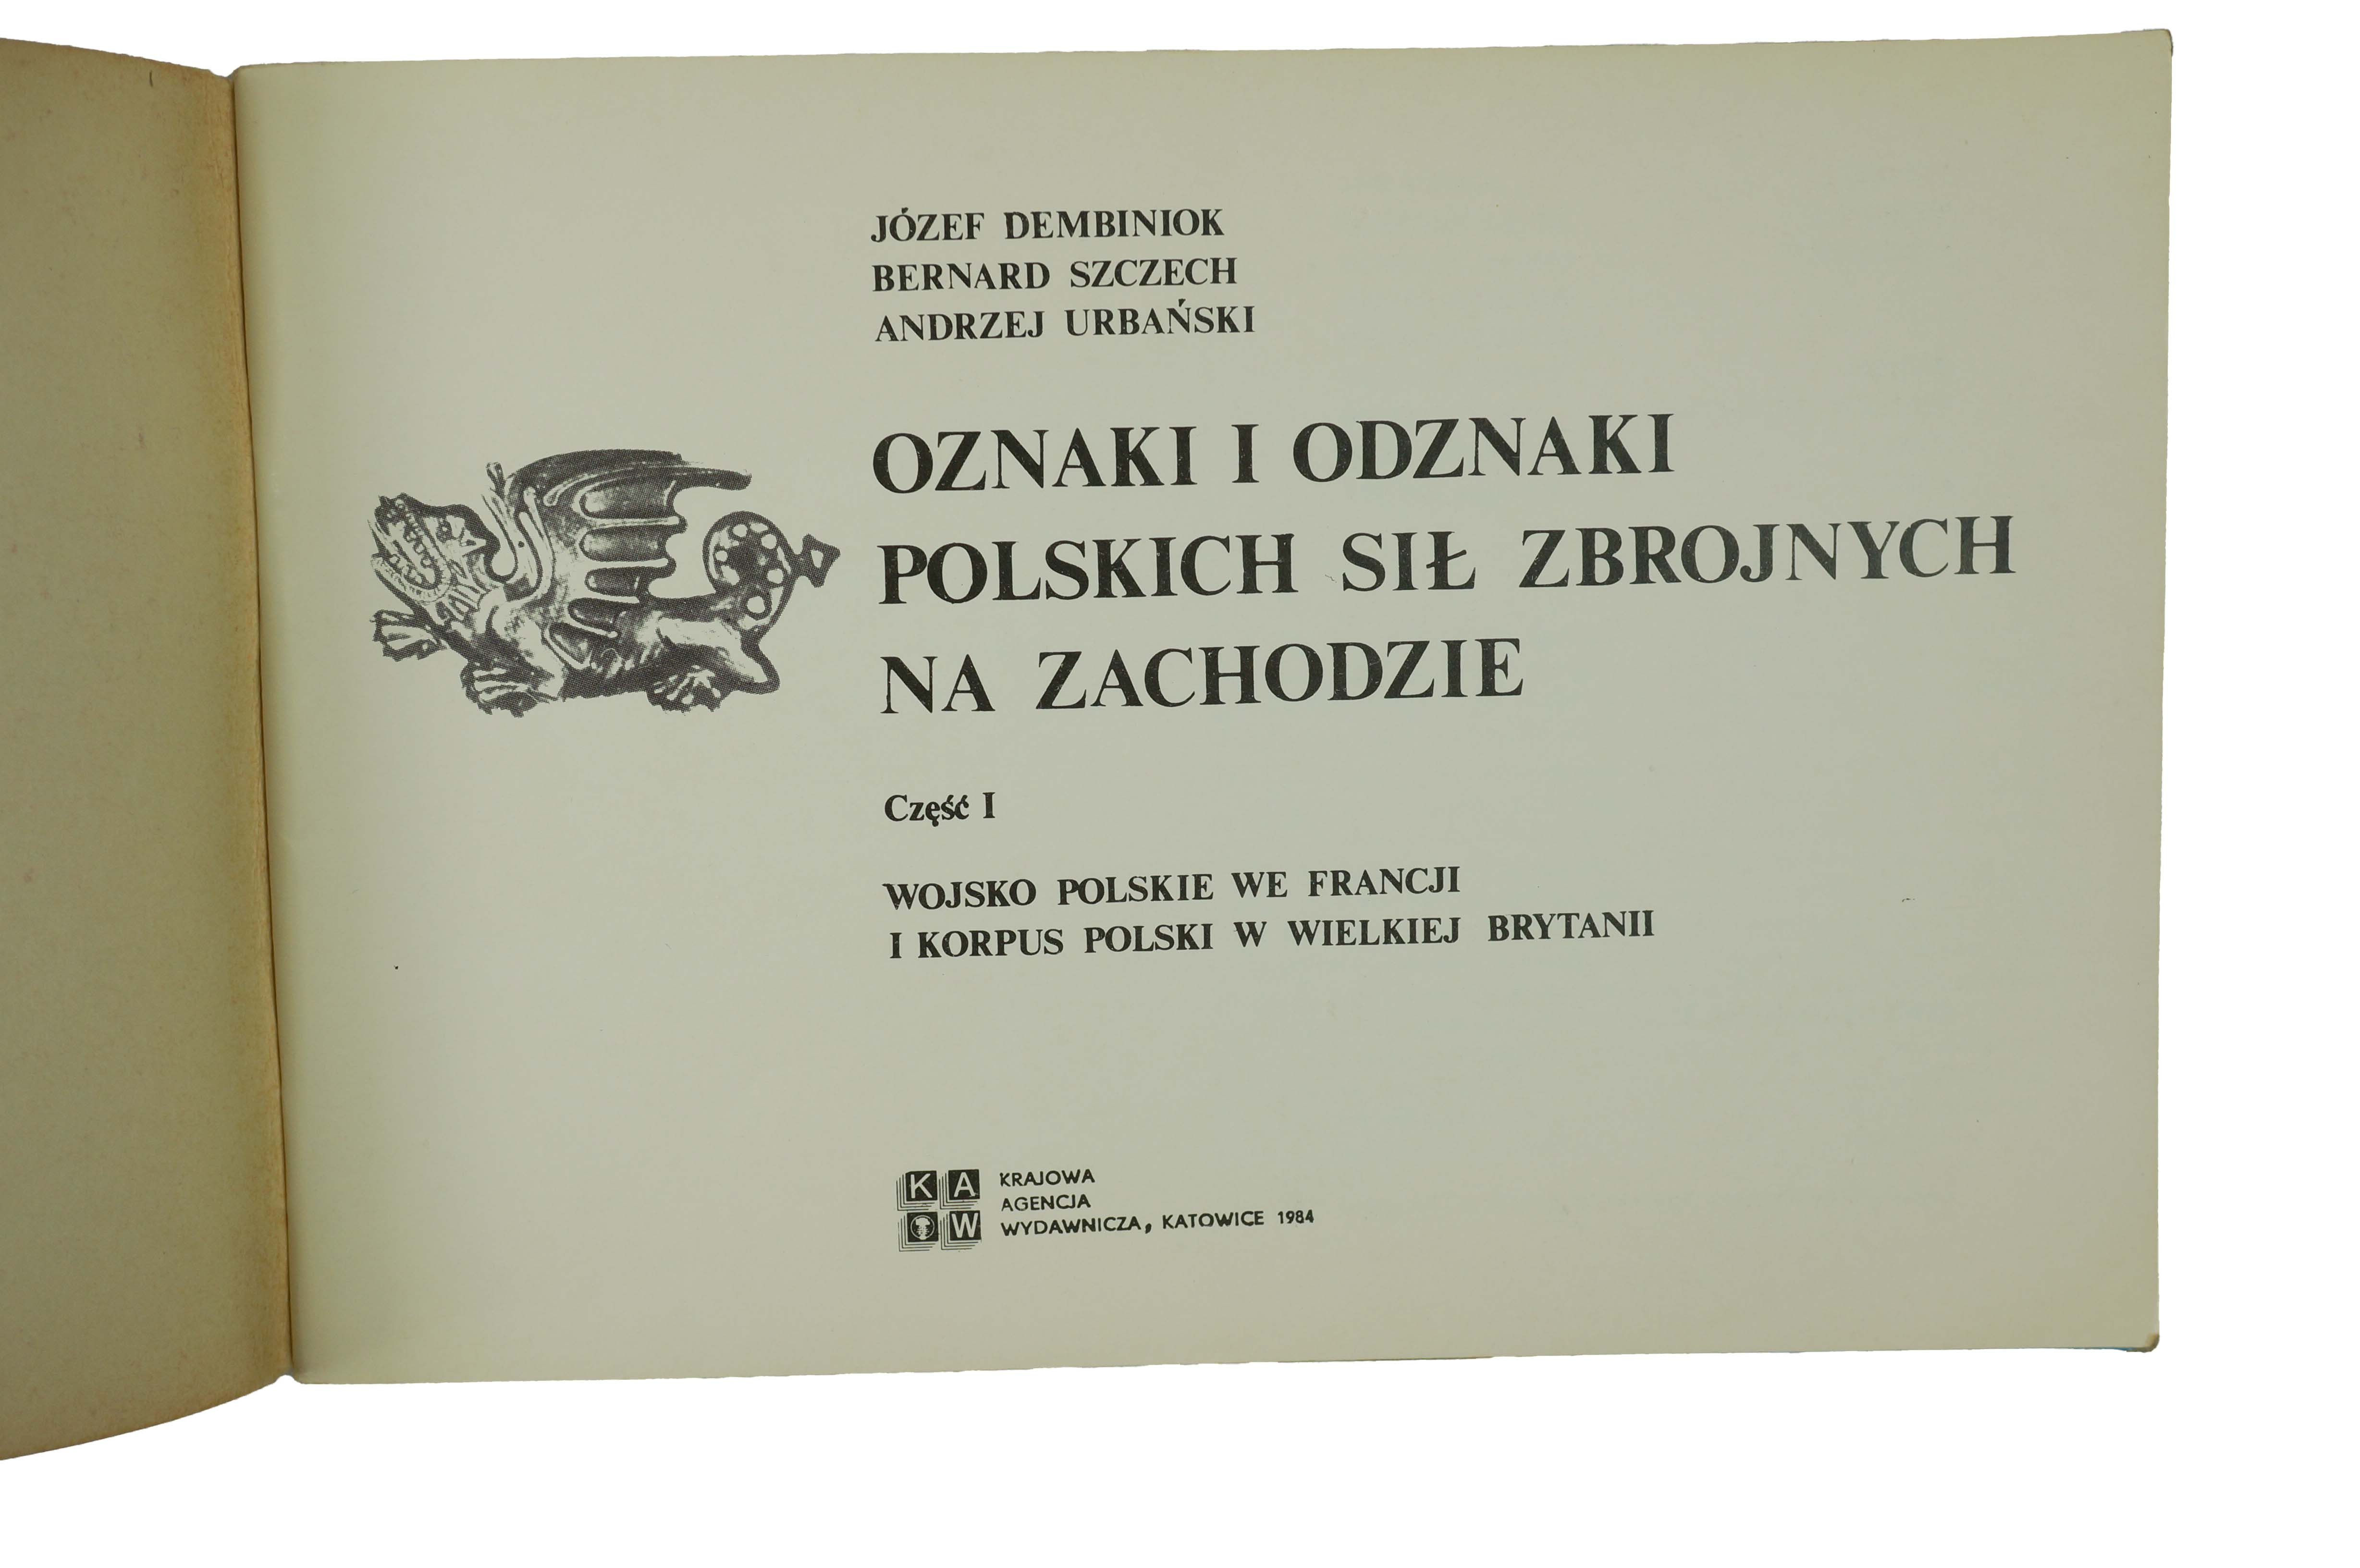 JÓZEF DEMBINIOK
BERNARD SZCZECH
ANDRZEJ URBAŃSKI
OZNAKI I ODZNAKI
POLSKICH SIŁ ZBROJNYCH
NA ZACHODZIE
Część I
WOJSKO POLSKIE WE FRANCJI
I KORPUS POLSKI W WIELKIEJ BRYTANII
K A
W
KRAJOWA
AGENCJA
WYDAWNICZA, KATOWICE 1984